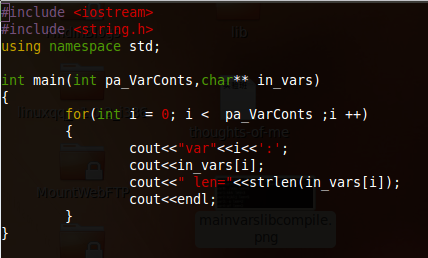 #include <iostream>
#include <string.h>
using namespace std;

int main(int pa_VarConts,char** in_vars)
{
        for(int i = 0; i <  pa_VarConts ;i ++)
        {
                cout<<"var"<<i<<':';
                cout<<in_vars[i];
                cout<<" len="<<strlen(in_vars[i]);
                cout<<endl;
        }
}
lib
thoughts-of-me
MountWebFTP
mainvarslibcompile.
png